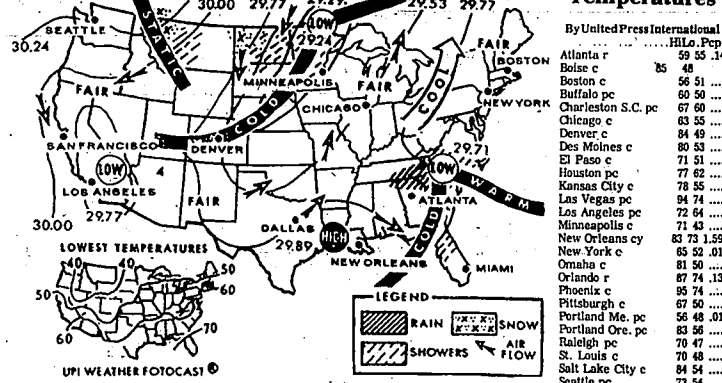 30.00
29.77
29.53 29.77
30.24
SEATTLE
STATIC
LOW
29.24
FAIR
MINNEAPOLIS
COLD
FAIR
CHICAGO
COOL
FAIR
BOSTON
NEW YORK
SAN FRANCISCO
DENVER
LOW
LOS ANGELES
29.77
30.00
FAIR
29.71
LOW
WARM
ATLANTA
COLD
DALLAS
29.89
HIGH
NEW ORLEANS
MIAMI
LOWEST TEMPERATURES
40
40
50
60
50
60
70
LEGEND
RAIN
SNOW
SHOWERS
AIR FLOW
UPI WEATHER FOTOCAST ®
Temperatures
By United Press International
Hi Lo. Pcp
Atlanta r 59 55 .14
Boise c 85 48
Boston c 56 51 ...
Buffalo pc 60 50 ...
Charleston S.C. pc 67 60 ...
Chicago c 63 55 ...
Denver c 84 49 ...
Des Moines c 80 53 ...
El Paso c 71 51 ...
Houston pc 77 62 ...
Kansas City c 78 55 ...
Las Vegas pc 94 74 ...
Los Angeles pc 72 64 ...
Minneapolis c 71 43 ...
New Orleans cy 83 73 1.59
New York c 65 52 .01
Omaha c 81 50 ...
Orlando r 87 74 .13
Phoenix c 95 74 ...
Pittsburgh c 67 50 ...
Portland Me. pc 56 48 .01
Portland Ore. pc 83 56 ...
Raleigh pc 70 47 ...
St. Louis c 70 48 ...
Salt Lake City c 84 54 ...
Seattle pc 73 54 ...